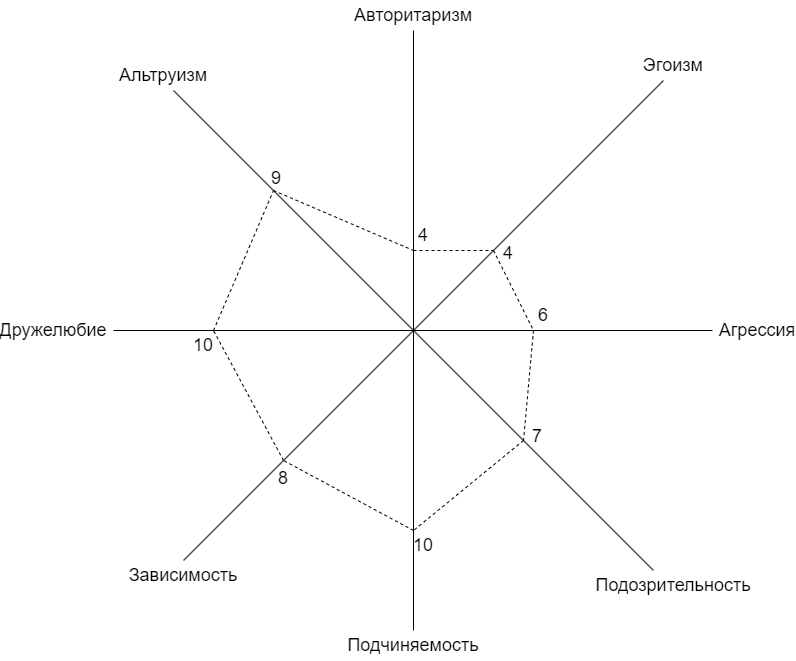 Авторитаризм
Альтруизм
Эгоизм
9
4
4
6
Дружелюбие
Агрессия
10
7
8
10
Зависимость
Подозрительность
Подчиняемость